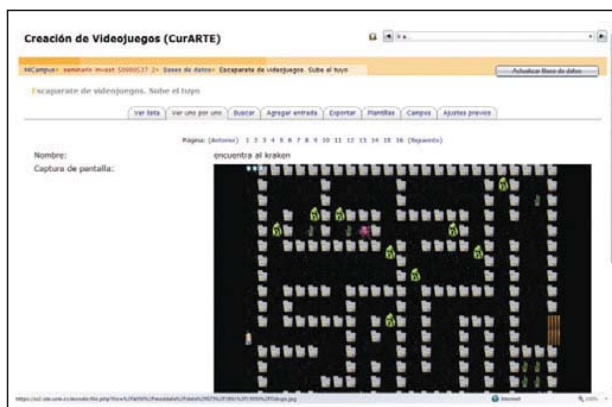 Creación de Videojuegos (CurARTE)
Ir a...
Actualizar Base de datos
Escaparate de videojuegos. Sube el tuyo
Escaparate de videojuegos. Sube el tuyo
Ver lista Ver uno por uno Buscar Agregar entrada Exportar Plantillas Campos Ajustes previos
Página: (Anterior) 1 2 3 4 5 6 7 8 9 10 11 12 13 14 15 16 (Siguiente)
Nombre: encuentra al kraken
Captura de pantalla:
Internet